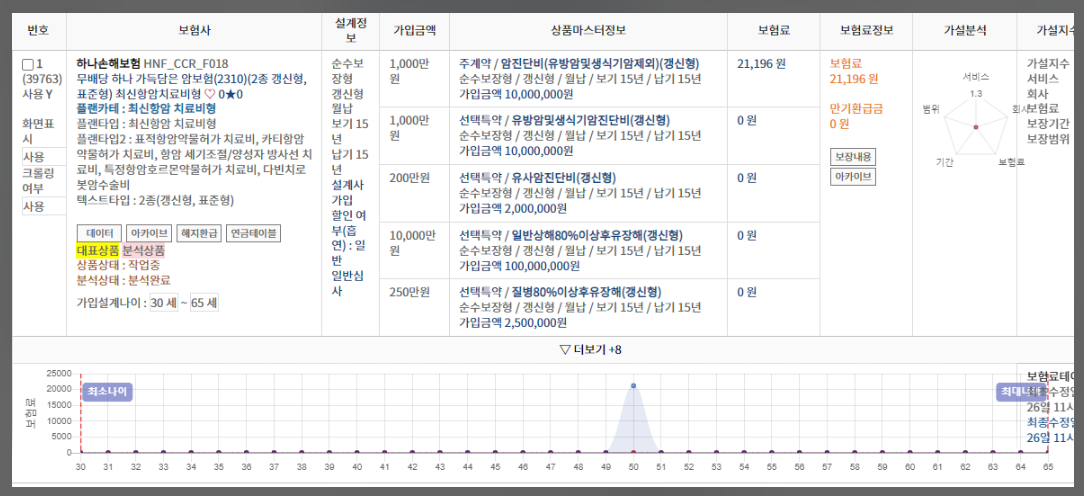 번호
보험사
설계정
보
가입금액
상품마스터정보
보험료
보험료정보
가설분석
가설지수
1
(39763)
사용 Y
화면표
시
사용
크롤링
여부
사용
하나손해보험 HNF_CCR_F018
무배당 하나 가득담은 암보험(2310)(2종 갱신형,
표준형) 최신항암치료비형 ♡ 0★0
플랜카테 : 최신항암 치료비형
플랜타입 : 최신항암 치료비형
플랜타입2 : 표적항암약물허가 치료비, 카티항암
약물허가 치료비, 항암 세기조절/양성자 방사선 치
료비, 특정항암호르몬약물허가 치료비, 다빈치로
봇암수술비
텍스트타입 : 2종(갱신형, 표준형)
데이터 아카이브 해지환급 연금테이블
대표상품 분석상품
상품상태 : 작업중
분석상태 : 분석완료
가입설계나이 : 30 세 ~ 65 세
순수보
장형
갱신형
월납
보기 15
년
납기 15
년
설계사
가입
할인 여
부(흡
연) : 일
반
일반심
사
1,000만
원
주계약 / 암진단비(유방암및생식기암제외)(갱신형)
순수보장형 / 갱신형 / 월납 / 보기 15년 / 납기 15년
가입금액 10,000,000원
21,196 원
1,000만
원
선택특약 / 유방암및생식기암진단비(갱신형)
순수보장형 / 갱신형 / 월납 / 보기 15년 / 납기 15년
가입금액 10,000,000원
0 원
200만원
선택특약 / 유사암진단비(갱신형)
순수보장형 / 갱신형 / 월납 / 보기 15년 / 납기 15년
가입금액 2,000,000원
0 원
10,000만
원
선택특약 / 일반상해80%이상후유장해(갱신형)
순수보장형 / 갱신형 / 월납 / 보기 15년 / 납기 15년
가입금액 100,000,000원
0 원
250만원
선택특약 / 질병80%이상후유장해(갱신형)
순수보장형 / 갱신형 / 월납 / 보기 15년 / 납기 15년
가입금액 2,500,000원
0 원
보험료
21,196 원
만기환급금
0 원
보장내용
아카이브
서비스
1.3
범위
회사
기간
보험료
가설지수
서비스
회사
보험료
보장기간
보장범위
▽ 더보기 +8
보험료
25000
20000
15000
10000
5000
0
최소나이
30 31 32 33 34 35 36 37 38 39 40 41 42 43 44 45 46 47 48 49 50 51 52 53 54 55 56 57 58 59 60 61 62 63 64 65
26일 11시
최종수정일
26일 11시